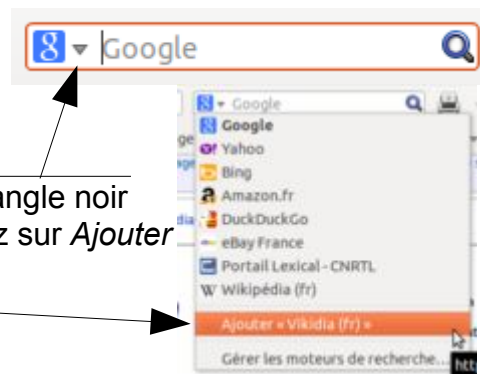 Google
Google
Google
Yahoo
Bing
Amazon.fr
DuckDuckGo
eBay France
Portail Lexical - CNRTL
Wikipédia (fr)
Ajouter « Vikidia (fr) »
Gérer les moteurs de recherche...
htt
angle noir
z sur Ajouter